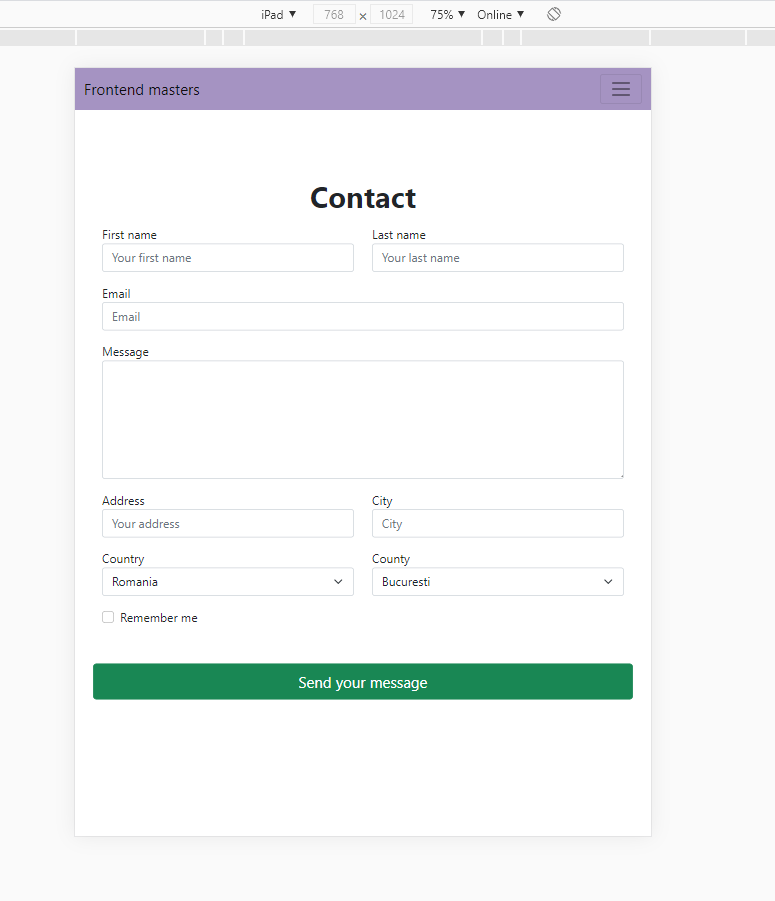 iPad ▼ 768 × 1024 75% ▼ Online ▼
Frontend masters
Contact
First name Last name
Your first name Your last name
Email
Email
Message
Address City
Your address City
Country County
Romania Bucuresti
Remember me
Send your message